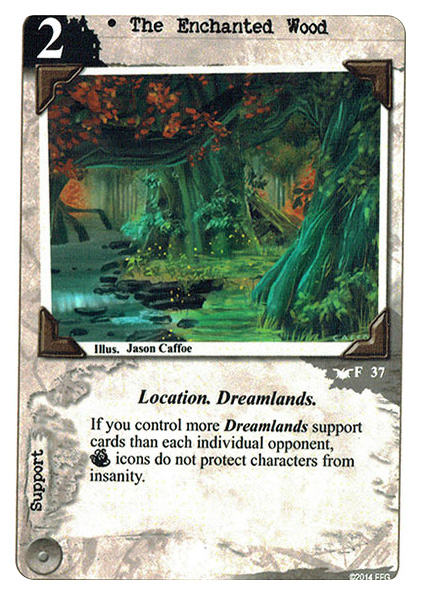 2
• The Enchanted Wood
Illus. Jason Caffoe
F 37
Location. Dreamlands.
If you control more Dreamlands support
cards than each individual opponent,
icons do not protect characters from
insanity.
Support
©2014 FFG